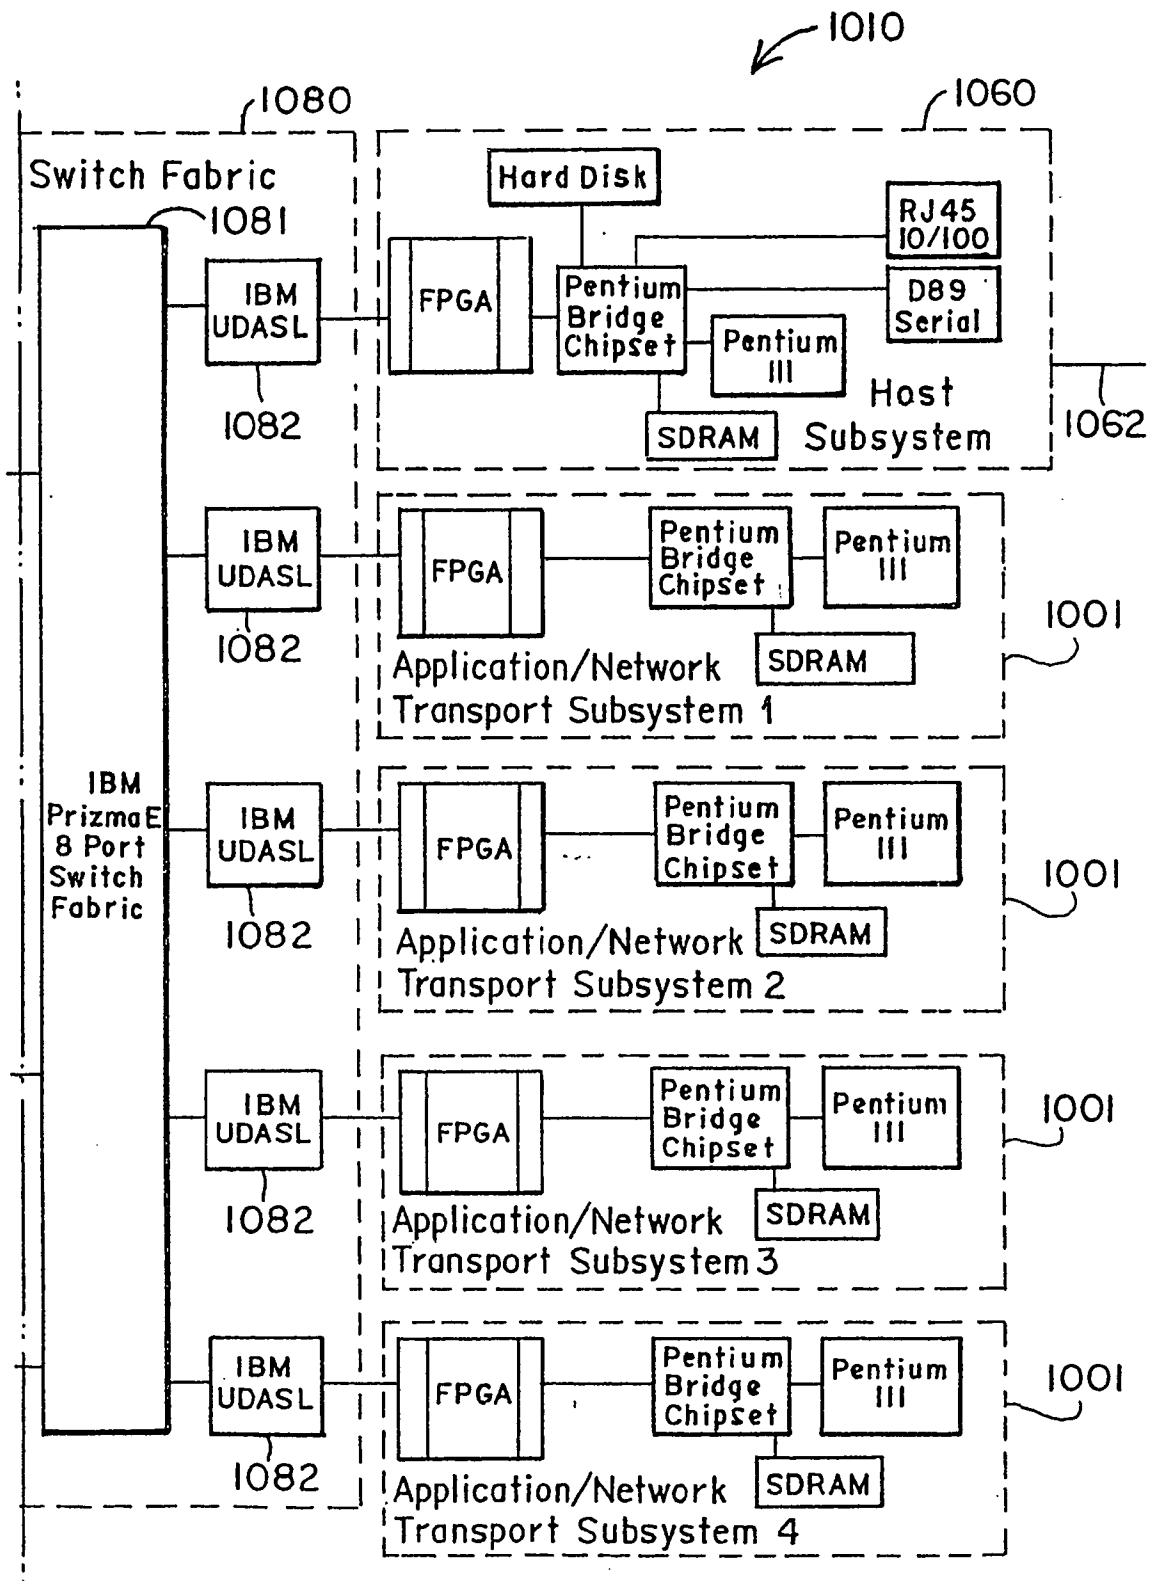 1010
1080
1060
Switch Fabric
1081
Hard Disk
RJ45
10/100
IBM
UDASL
FPGA
Pentium
Bridge
Chipset
D89
Serial
Pentium
III
1082
SDRAM
Host
Subsystem
1062
IBM
UDASL
FPGA
Pentium
Bridge
Chipset
Pentium
III
1082
SDRAM
1001
Application/Network
Transport Subsystem 1
IBM
PrizmaE
8 Port
Switch
Fabric
IBM
UDASL
FPGA
Pentium
Bridge
Chipset
Pentium
III
1082
SDRAM
1001
Application/Network
Transport Subsystem 2
IBM
UDASL
FPGA
Pentium
Bridge
Chipset
Pentium
III
1082
SDRAM
1001
Application/Network
Transport Subsystem 3
IBM
UDASL
FPGA
Pentium
Bridge
Chipset
Pentium
III
1082
SDRAM
1001
Application/Network
Transport Subsystem 4